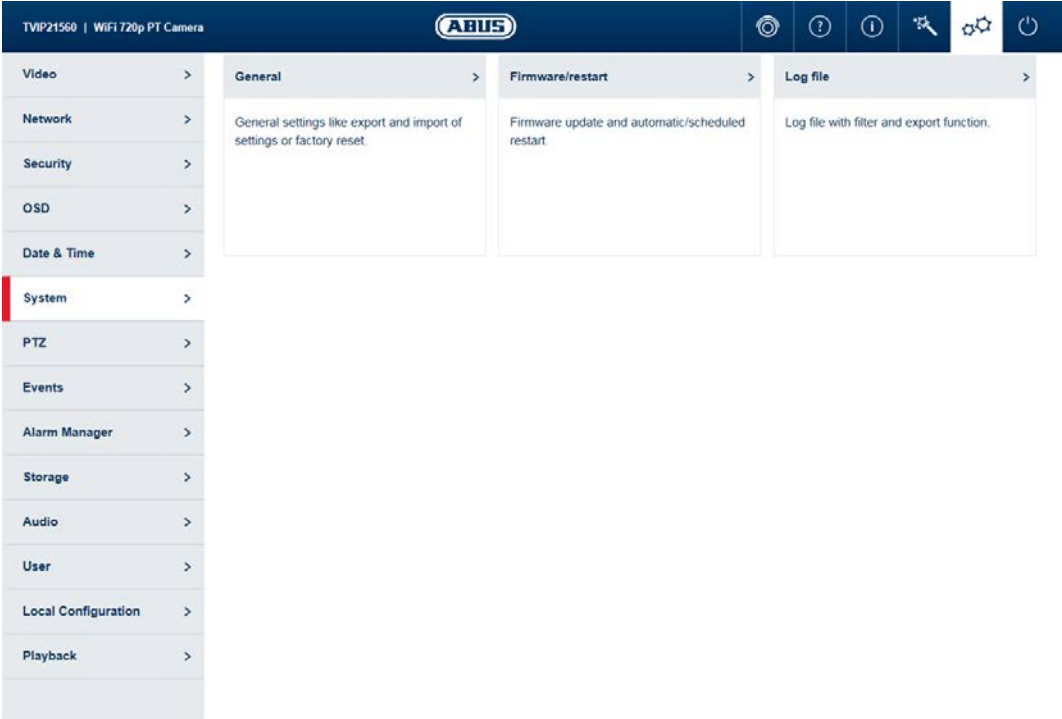 TVIP21560 | WiFi 720p PT Camera
ABUS
Video
Network
Security
OSD
Date & Time
System
PTZ
Events
Alarm Manager
Storage
Audio
User
Local Configuration
Playback
General
General settings like export and import of
settings or factory reset.
Firmware/restart
Firmware update and automatic/scheduled
restart.
Log file
Log file with filter and export function.